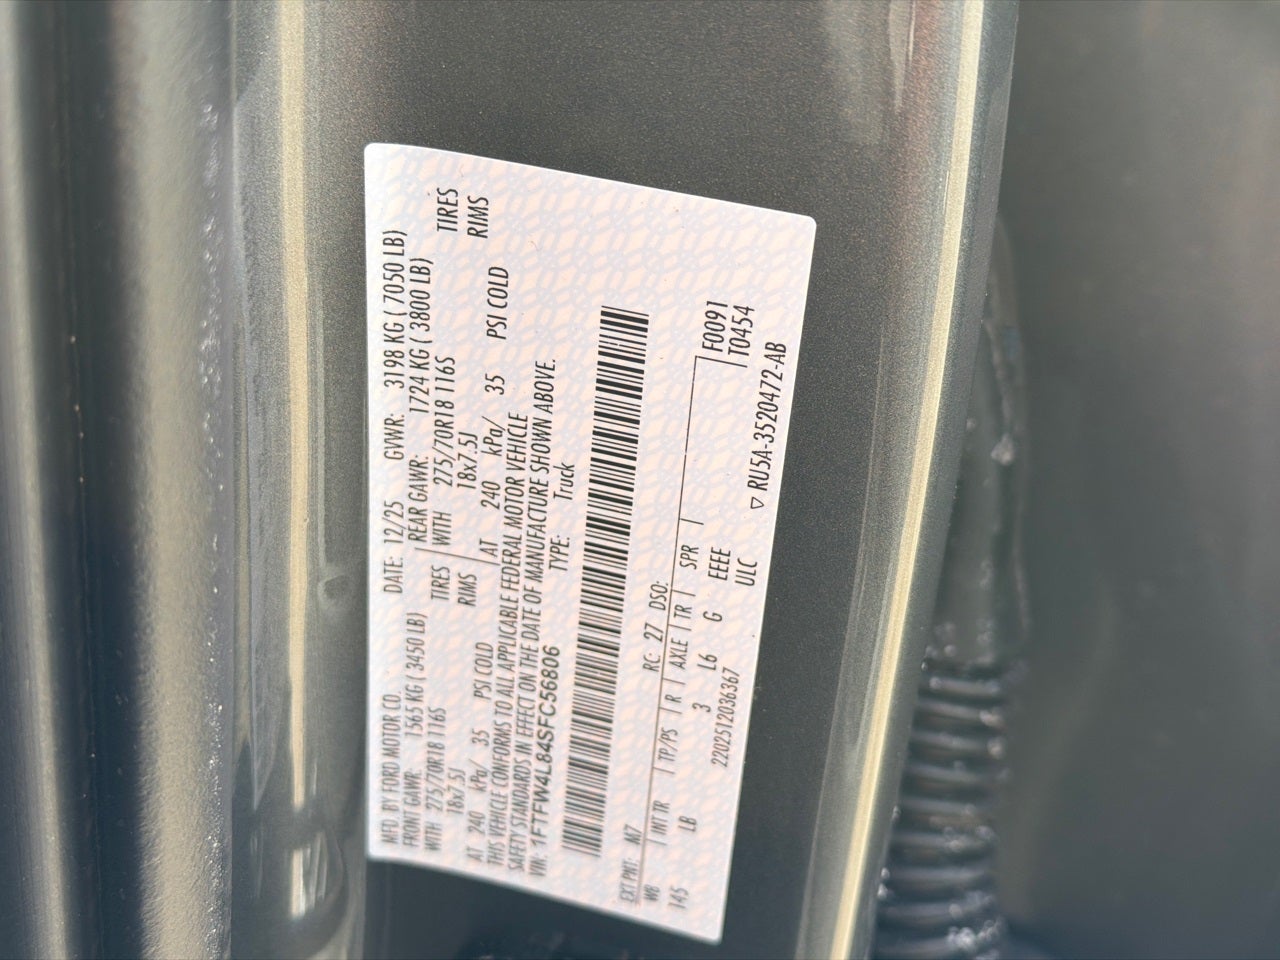 MFD. BY FORD MOTOR CO. DATE: 12/25 GVWR: 3198 KG ( 7050 LB)
FRONT GAWR: 1565 KG ( 3450 LB) REAR GAWR: 1724 KG ( 3800 LB)
WITH 275/70R18 116S TIRES WITH 275/70R18 116S TIRES
18x7.5J RIMS 18x7.5J RIMS
AT 240 kPa/ 35 PSI COLD AT 240 kPa/ 35 PSI COLD
THIS VEHICLE CONFORMS TO ALL APPLICABLE FEDERAL MOTOR VEHICLE
SAFETY STANDARDS IN EFFECT ON THE DATE OF MANUFACTURE SHOWN ABOVE.
VIN: 1FTFW4L84SFC56806 TYPE: Truck
EXT PNT: M7 RC: 27 DSO:
WB INT TR TP/PS R AXLE TR SPR F0091
145 LB 3 L6 G EEEE T0454
2202512036367 ULC ▽ RU5A-3520472-AB